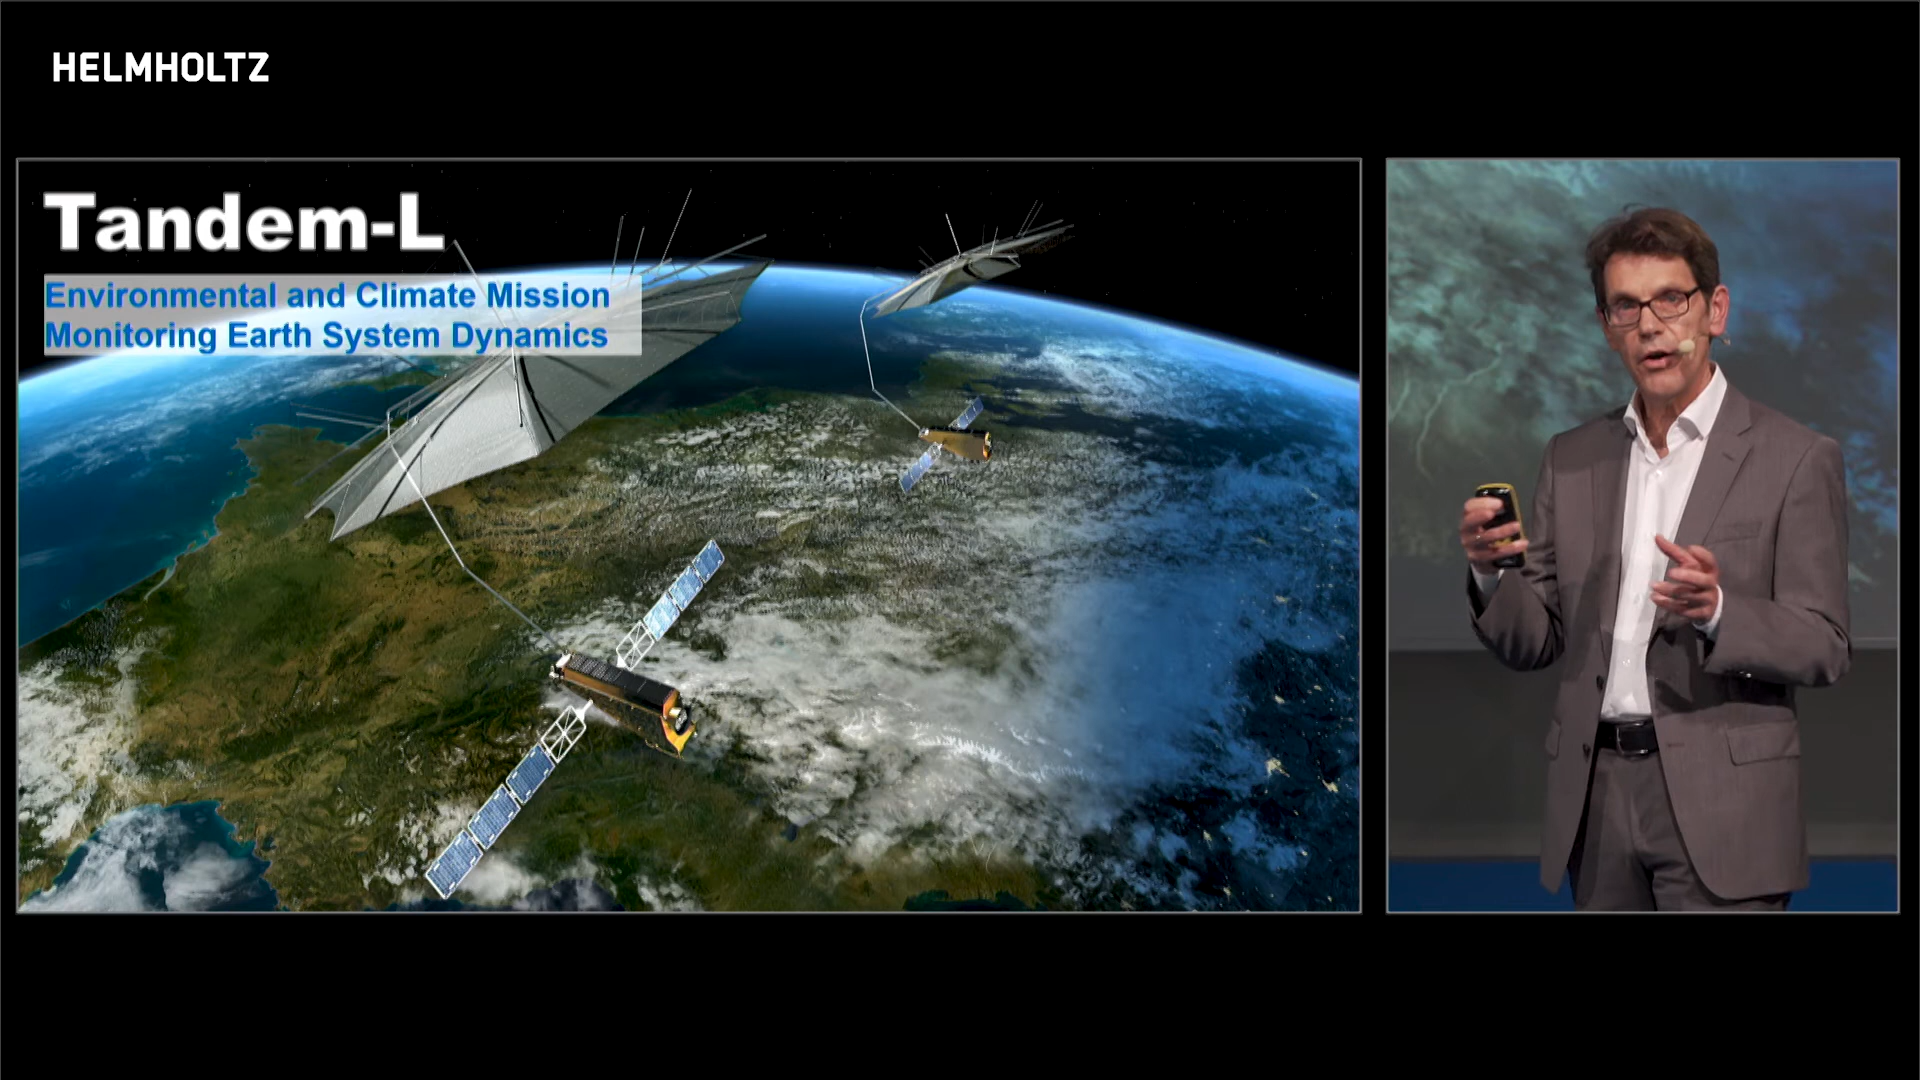 HELMHOLTZ
Tandem-L
Environmental and Climate Mission
Monitoring Earth System Dynamics